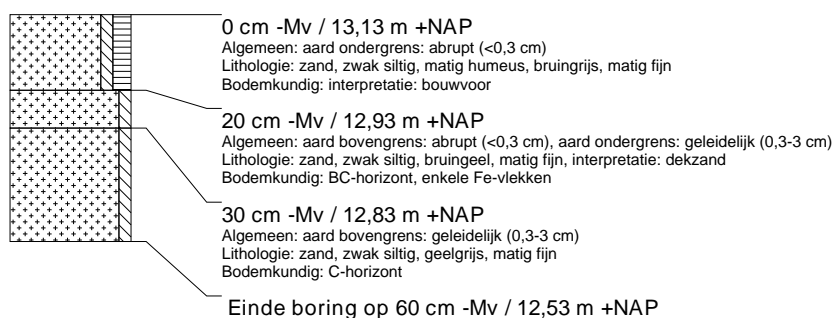 0 cm -Mv / 13,13 m +NAP
Algemeen: aard ondergrens: abrupt (<0,3 cm)
Lithologie: zand, zwak siltig, matig humeus, bruingrijs, matig fijn
Bodemkundig: interpretatie: bouwvoor
20 cm -Mv / 12,93 m +NAP
Algemeen: aard bovengrens: abrupt (<0,3 cm), aard ondergrens: geleidelijk (0,3-3 cm)
Lithologie: zand, zwak siltig, bruingeel, matig fijn, interpretatie: dekzand
Bodemkundig: BC-horizont, enkele Fe-vlekken
30 cm -Mv / 12,83 m +NAP
Algemeen: aard bovengrens: geleidelijk (0,3-3 cm)
Lithologie: zand, zwak siltig, geelgrijs, matig fijn
Bodemkundig: C-horizont
Einde boring op 60 cm -Mv / 12,53 m +NAP